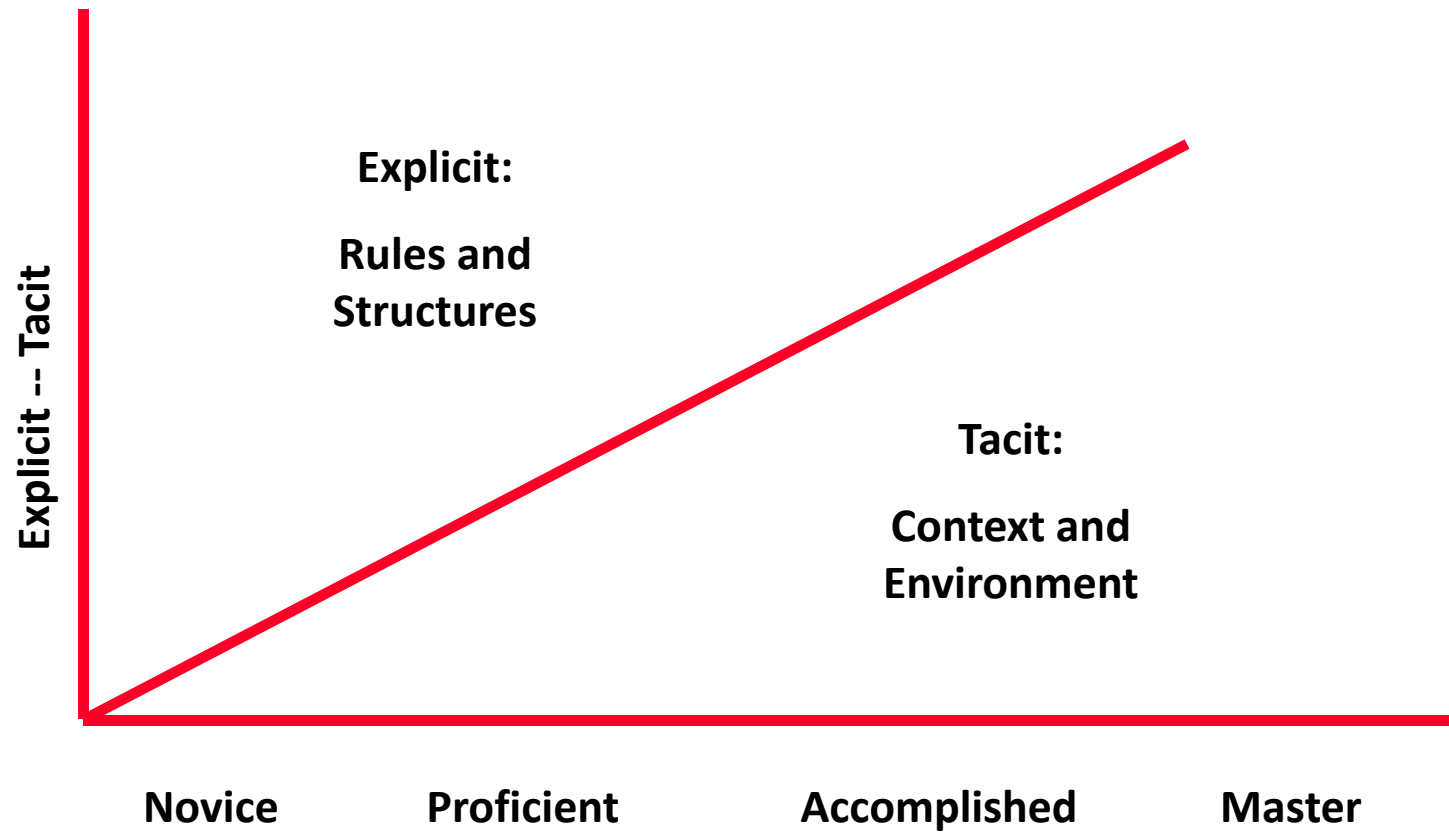 Explicit:
Rules and
Structures
Explicit -- Tacit
Tacit:
Context and
Environment
Novice
Proficient
Accomplished
Master